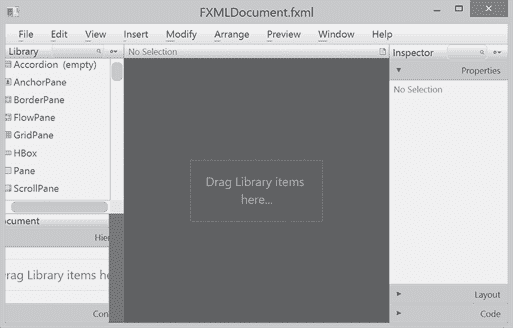 FXMLDocument.fxml
File Edit View Insert Modify Arrange Preview Window Help
Library
No Selection
Inspector
Accordion (empty)
AnchorPane
BorderPane
FlowPane
GridPane
HBox
Pane
ScrollPane
ocument
Hier
Drag Library items he
Con
Drag Library items
here...
Properties
No Selection
Layout
Code